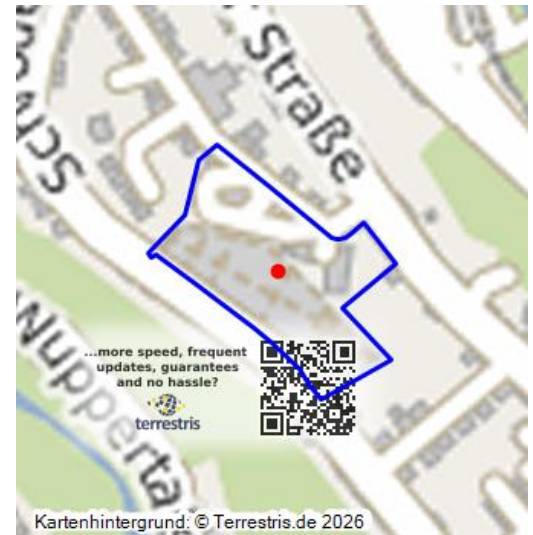 Straße
...more speed, frequent
updates, guarantees
and no hassle?
terrestris
Kartenhintergrund: © Terrestris.de 2026